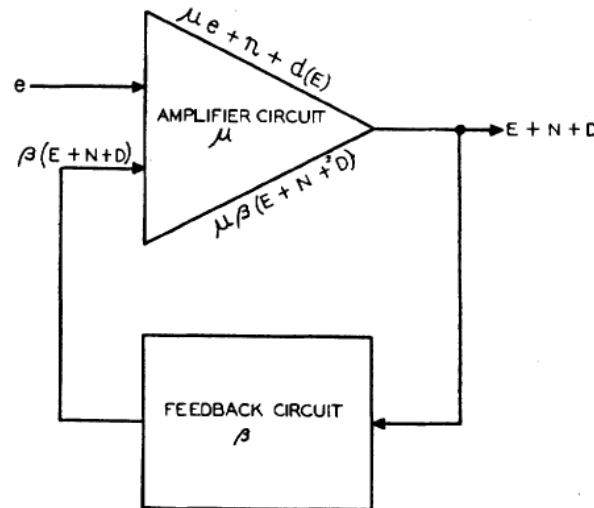 μe + n + d(E)
e
AMPLIFIER CIRCUIT
μ
E + N + D
β(E+N+D)
μβ(E + N + D)
FEEDBACK CIRCUIT
β